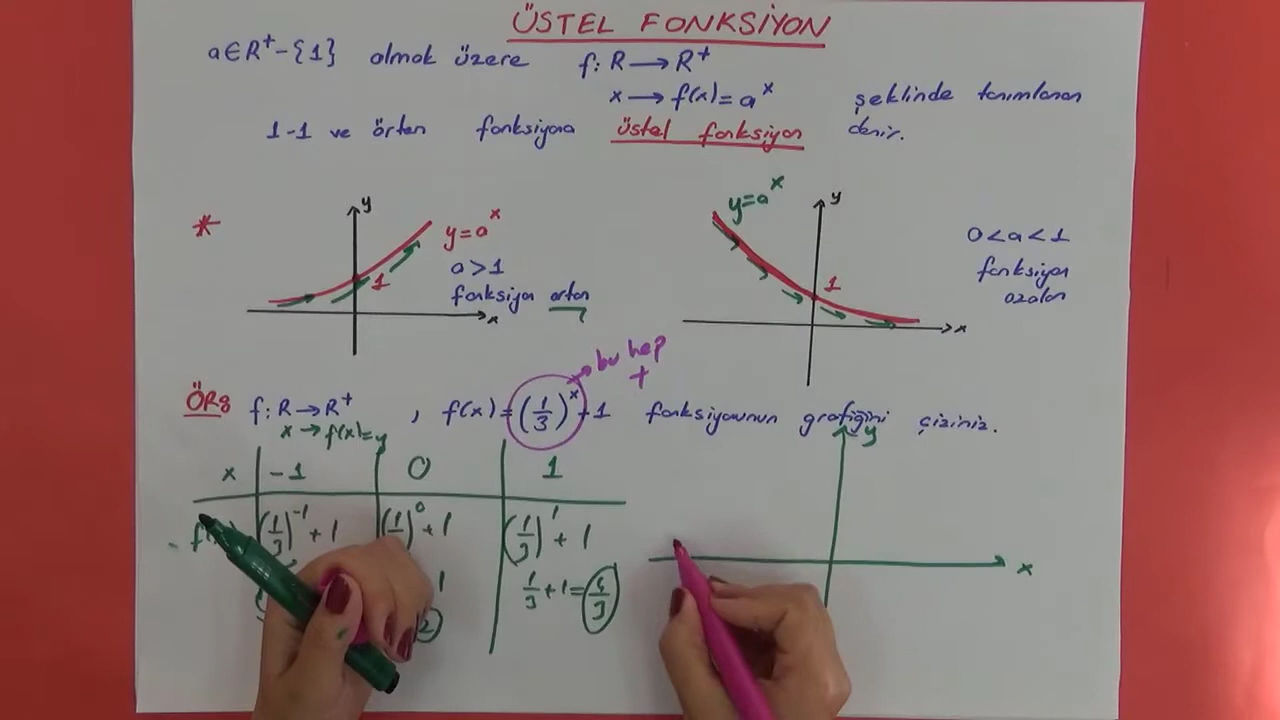 ÜSTEL FONKSİYON
a∈R⁺-{1} olmak üzere f: R→R⁺
x→f(x)=aˣ şeklinde tanımlanan
1-1 ve örten fonksiyona üstel fonksiyon denir.
* y y=aˣ a>1 fonksiyon artan 1 x
y=aˣ y 1 x 0<a<1 fonksiyon azalan
bu hep +
ÖR: f: R→R⁺ , f(x)=(1/3)ˣ+1 fonksiyonunun grafiğini çiziniz.
x→f(x)=y
y
x -1 0 1
(1/3)⁻¹+1 (1/3)⁰+1 (1/3)¹+1
x
1 1/3+1=4/3
2